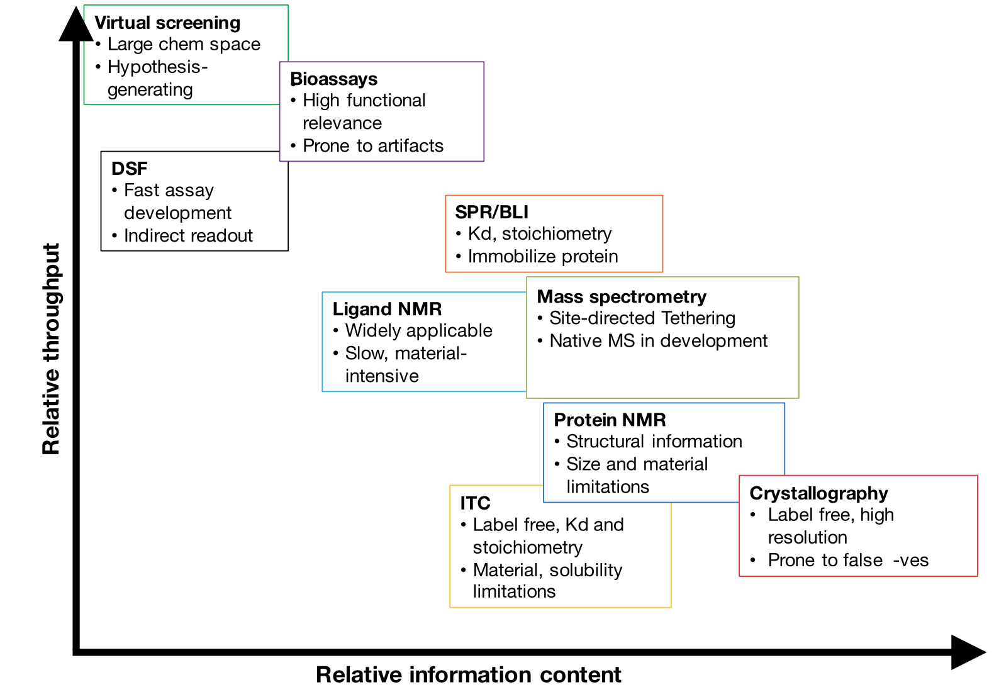 Virtual screening
• Large chem space
• Hypothesis-
generating
Bioassays
• High functional
relevance
• Prone to artifacts
DSF
• Fast assay
development
• Indirect readout
SPR/BLI
• Kd, stoichiometry
• Immobilize protein
Ligand NMR
• Widely applicable
• Slow, material-
intensive
Mass spectrometry
• Site-directed Tethering
• Native MS in development
Protein NMR
• Structural information
• Size and material
limitations
ITC
• Label free, Kd and
stoichiometry
• Material, solubility
limitations
Crystallography
• Label free, high
resolution
• Prone to false -ves
Relative throughput
Relative information content